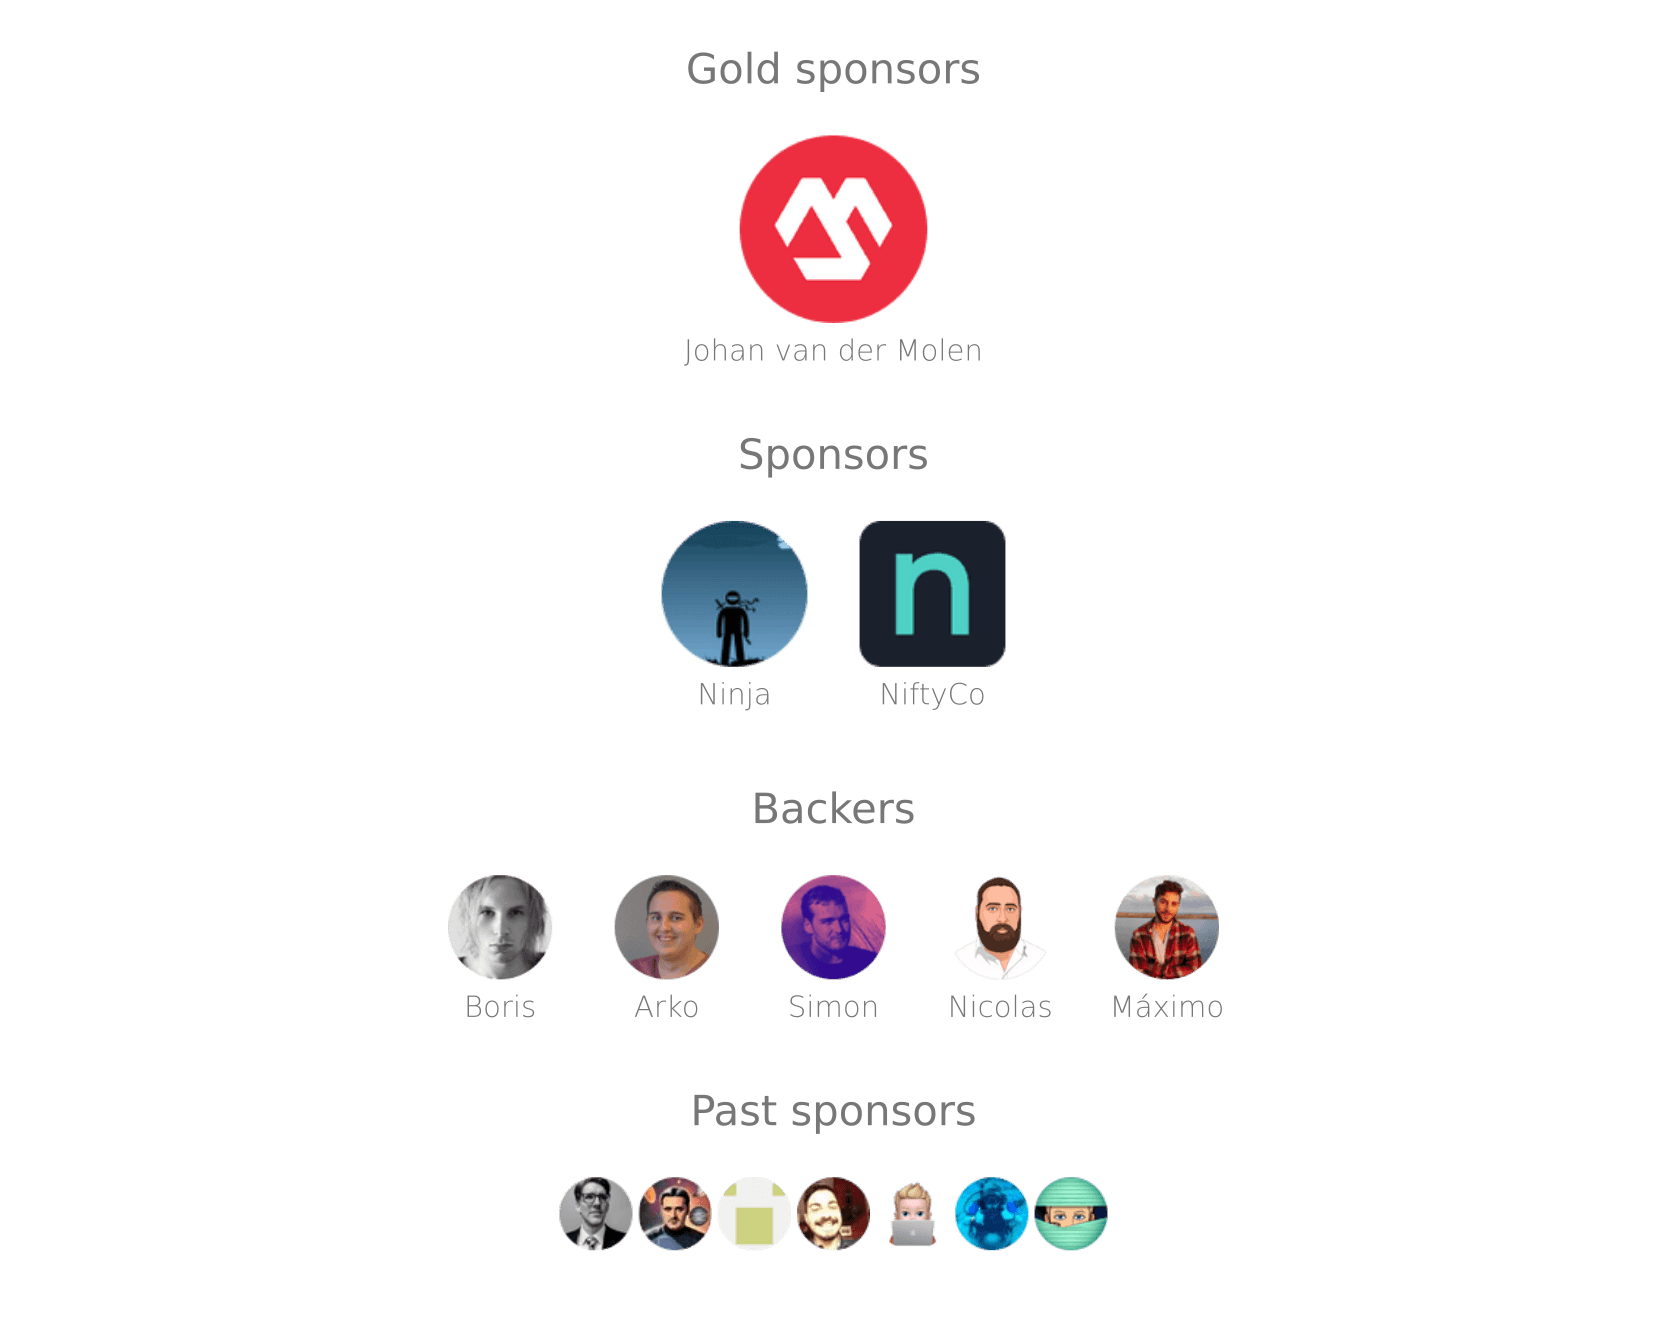 Gold sponsors
Johan van der Molen
Sponsors
n
Ninja
NiftyCo
Backers
Boris
Arko
Simon
Nicolas
Máximo
Past sponsors